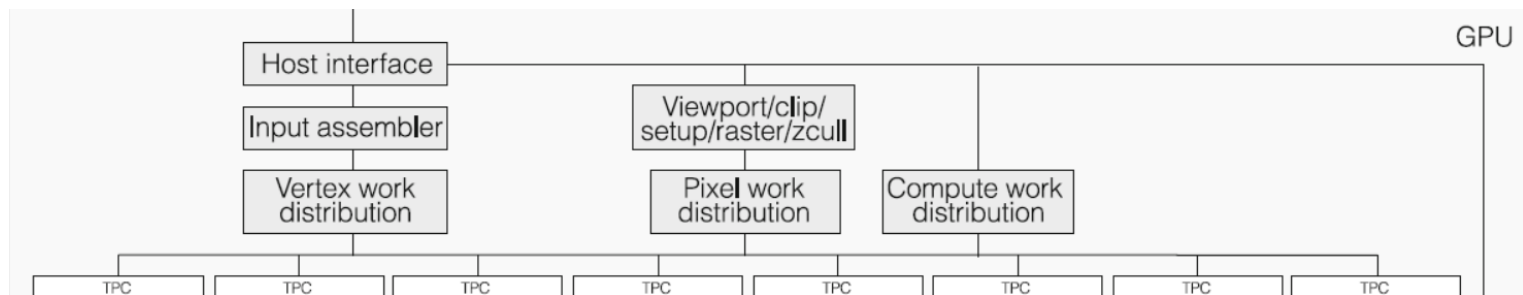 GPU
Host interface
Input assembler
Vertex work
distribution
Viewport/clip/
setup/raster/zcull
Pixel work
distribution
Compute work
distribution
TPC
TPC
TPC
TPC
TPC
TPC
TPC
TPC